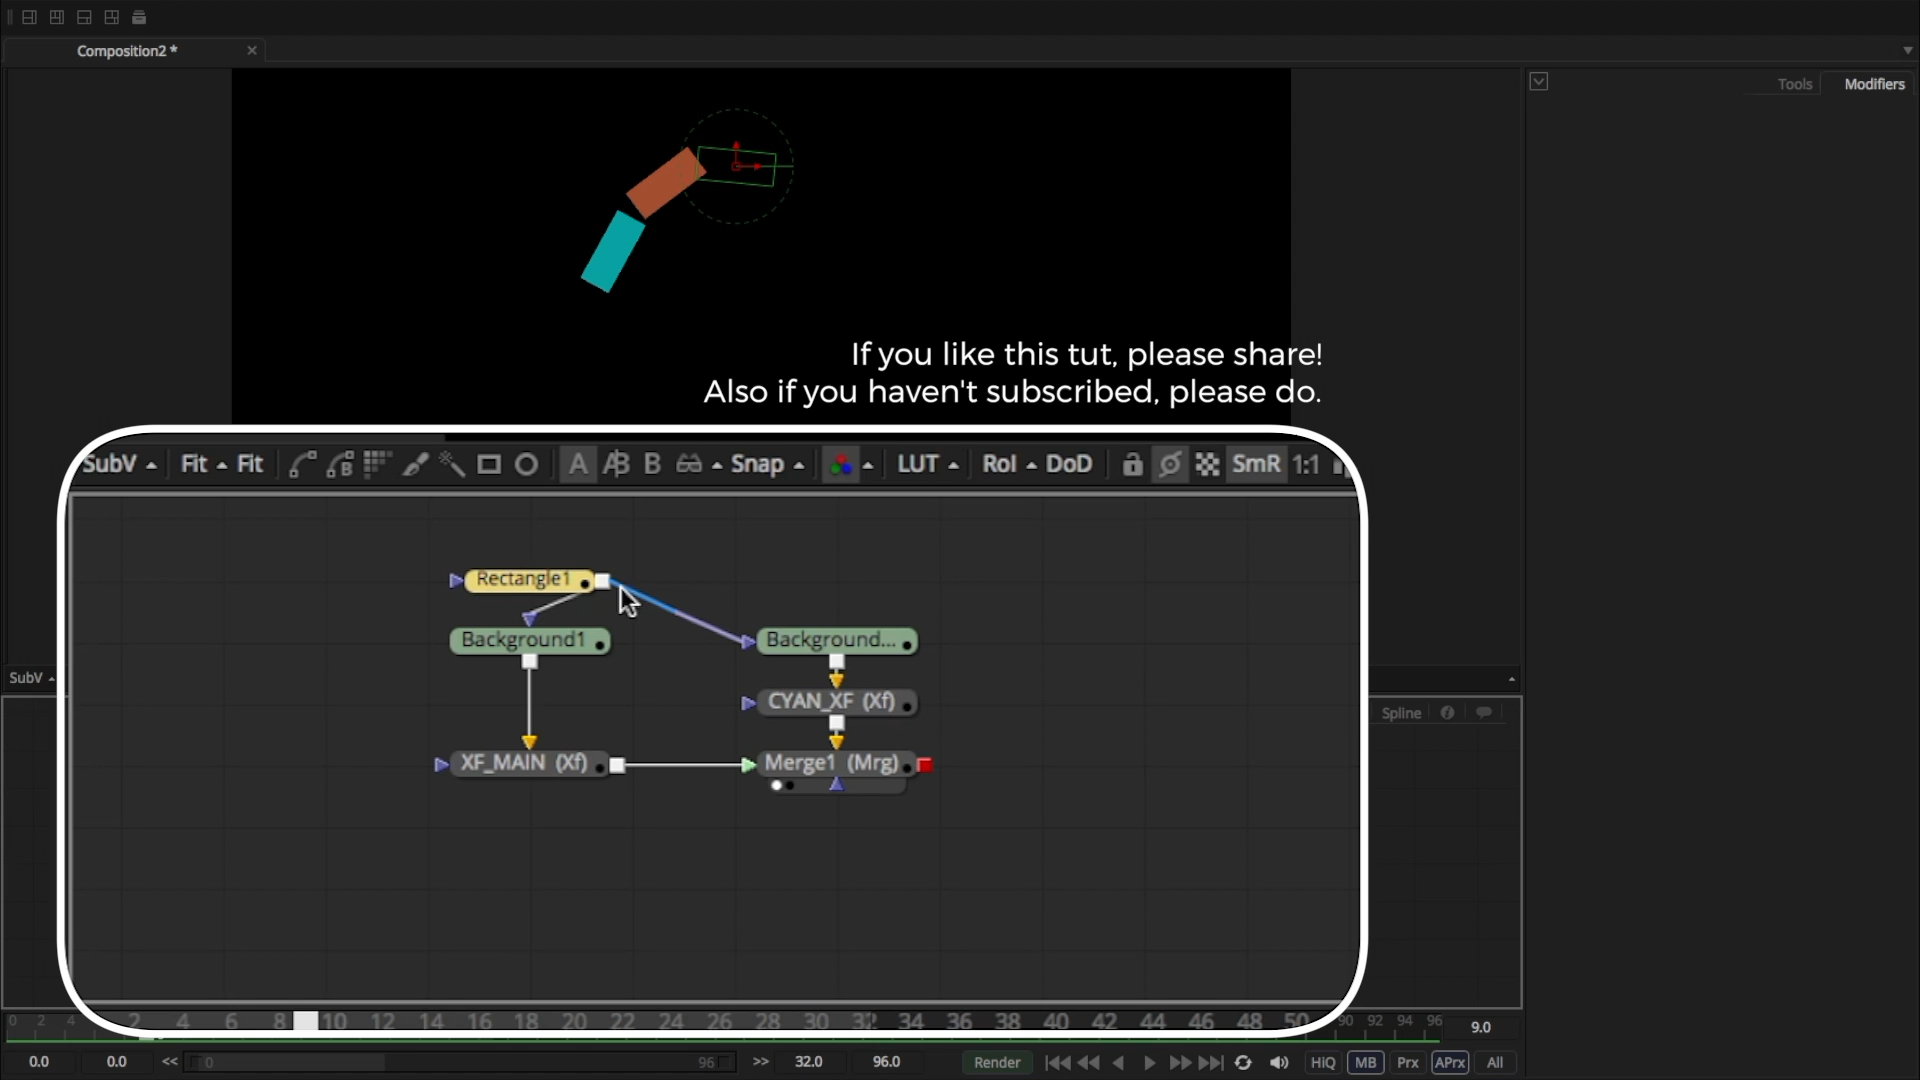 Composition2 *
Tools
Modifiers
If you like this tut, please share!
Also if you haven't subscribed, please do.
SubV Fit Fit A B B Snap LUT RoI DoD SmR 1:1
Rectangle1
Background1
Background...
CYAN_XF (Xf)
XF_MAIN (Xf)
Merge1 (Mrg)
SubV
Spline
0 2 4
2 4 6 8 10 12 14 16 18 20 22 24 26 28 30 32 34 36 38 40 42 44 46 48 50
90 92 94 96
9.0
0.0 0.0 << 0 96 >> 32.0 96.0 Render HiQ MB Prx APrx All